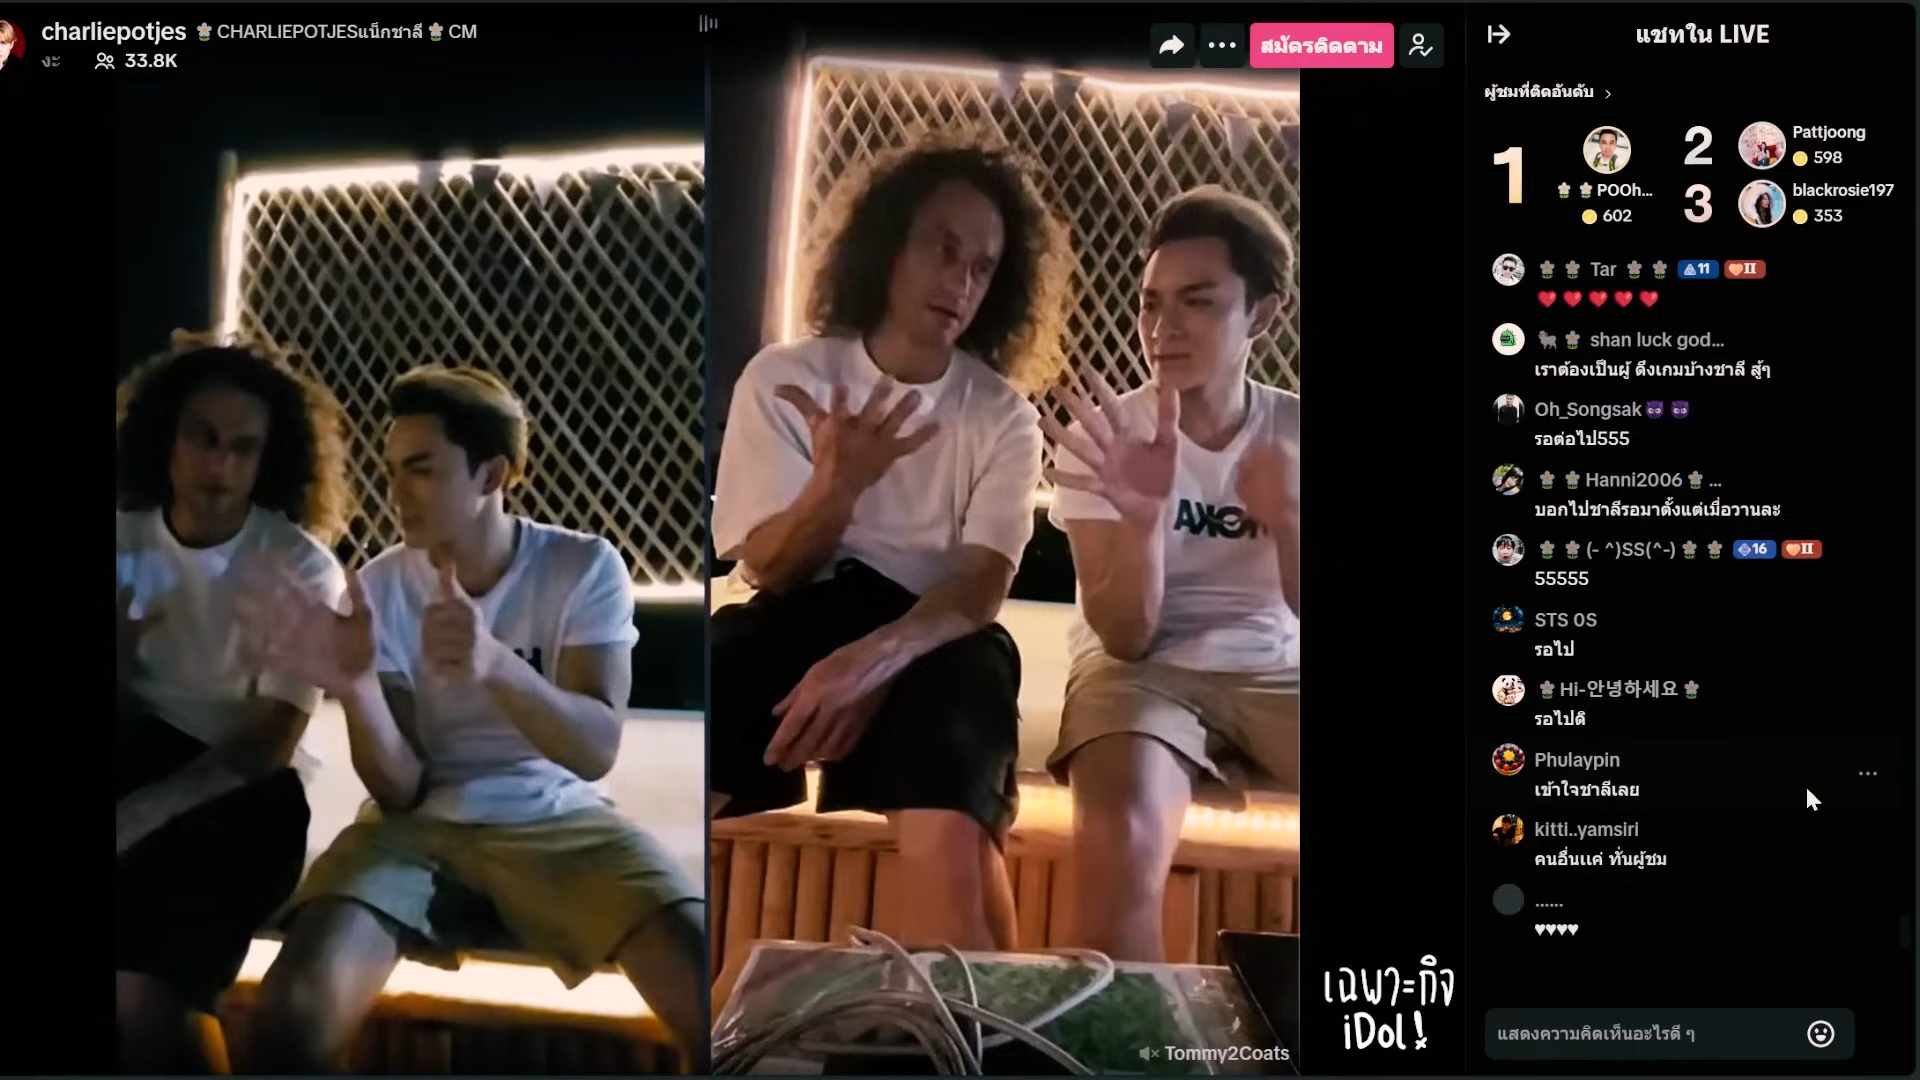 charliepotjes CHARLIEPOTJESแน็กชาลี CM
งะ 33.8K
สมัครติดตาม
แชทใน LIVE
ผู้ชมที่ติดอันดับ
1
POOh...
602
2
Pattjoong
598
3
blackrosie197
353
Tar 11 II
shan luck god...
เราต้องเป็นผู้ ดึงเกมบ้างชาลี สู้ๆ
Oh_Songsak
รอต่อไป555
Hanni2006 ...
บอกไปชาลีรอมาตั้งแต่เมื่อวานละ
(- ^)SS(^-) 16 II
55555
STS 0S
รอไป
Hi-안녕하세요
รอไปดิ
Phulaypin
เข้าใจชาลีเลย
kitti..yamsiri
คนอื่นแค่ ทั่นผู้ชม
......
♥♥♥♥
แสดงความคิดเห็นอะไรดี ๆ
เฉพาะกิจ
iDol!
Tommy2Coats